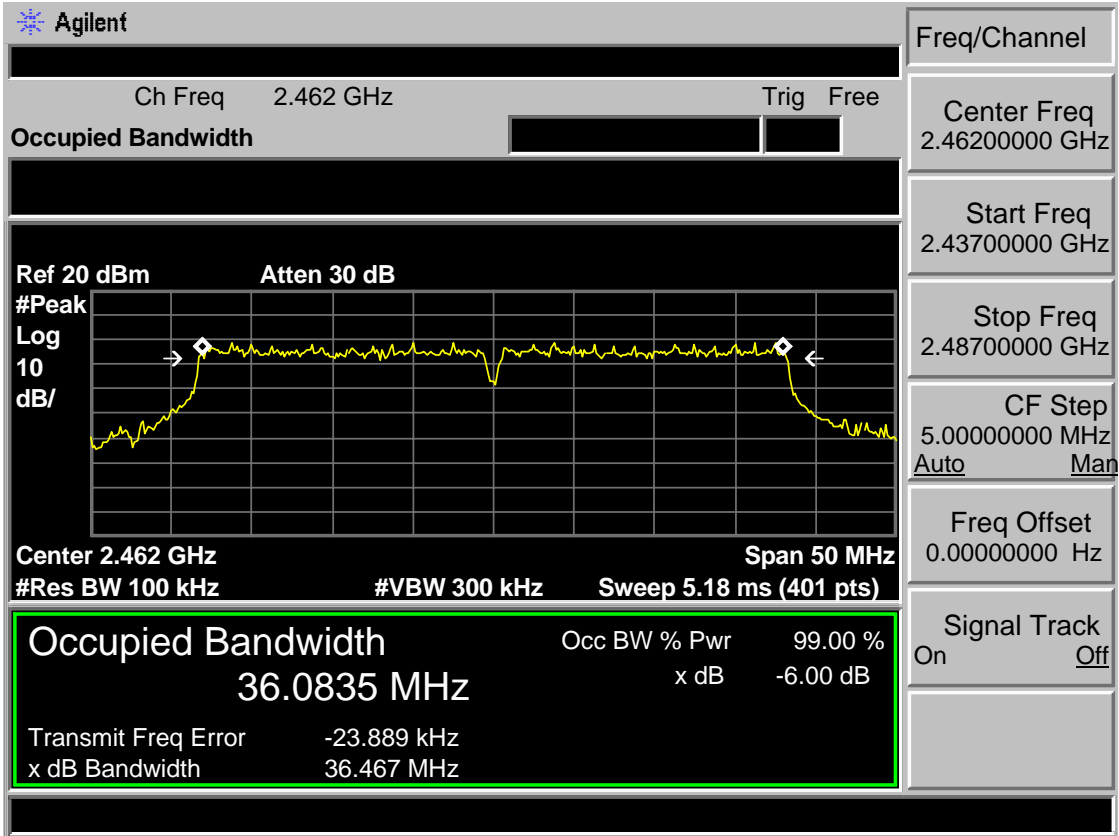 Agilent
Ch Freq 2.462 GHz Trig Free
Occupied Bandwidth
Ref 20 dBm Atten 30 dB
#Peak
Log
10
dB/
Center 2.462 GHz Span 50 MHz
#Res BW 100 kHz #VBW 300 kHz Sweep 5.18 ms (401 pts)
Occupied Bandwidth
36.0835 MHz
Occ BW % Pwr 99.00 %
x dB -6.00 dB
Transmit Freq Error -23.889 kHz
x dB Bandwidth 36.467 MHz
Freq/Channel
Center Freq
2.46200000 GHz
Start Freq
2.43700000 GHz
Stop Freq
2.48700000 GHz
CF Step
5.00000000 MHz
Auto Man
Freq Offset
0.00000000 Hz
Signal Track
On Off